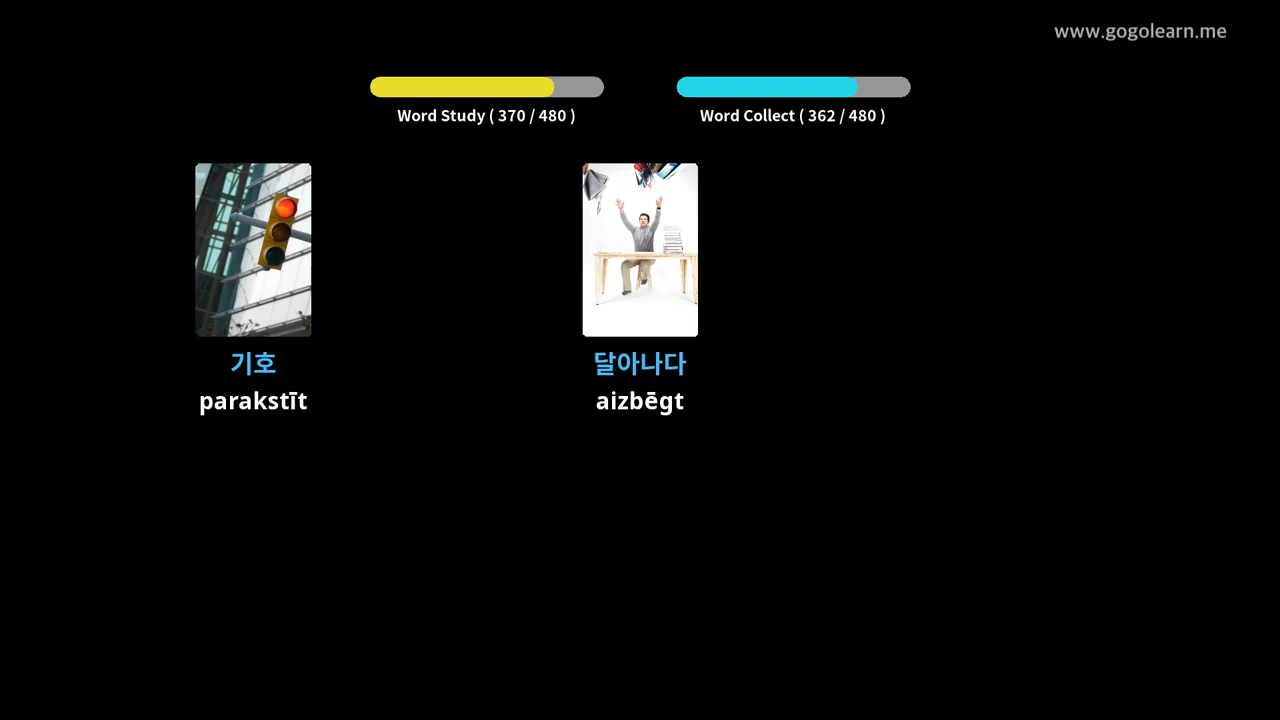 www.gogolearn.me
Word Study ( 370 / 480 )
Word Collect ( 362 / 480 )
기호
parakstīt
달아나다
aizbēgt